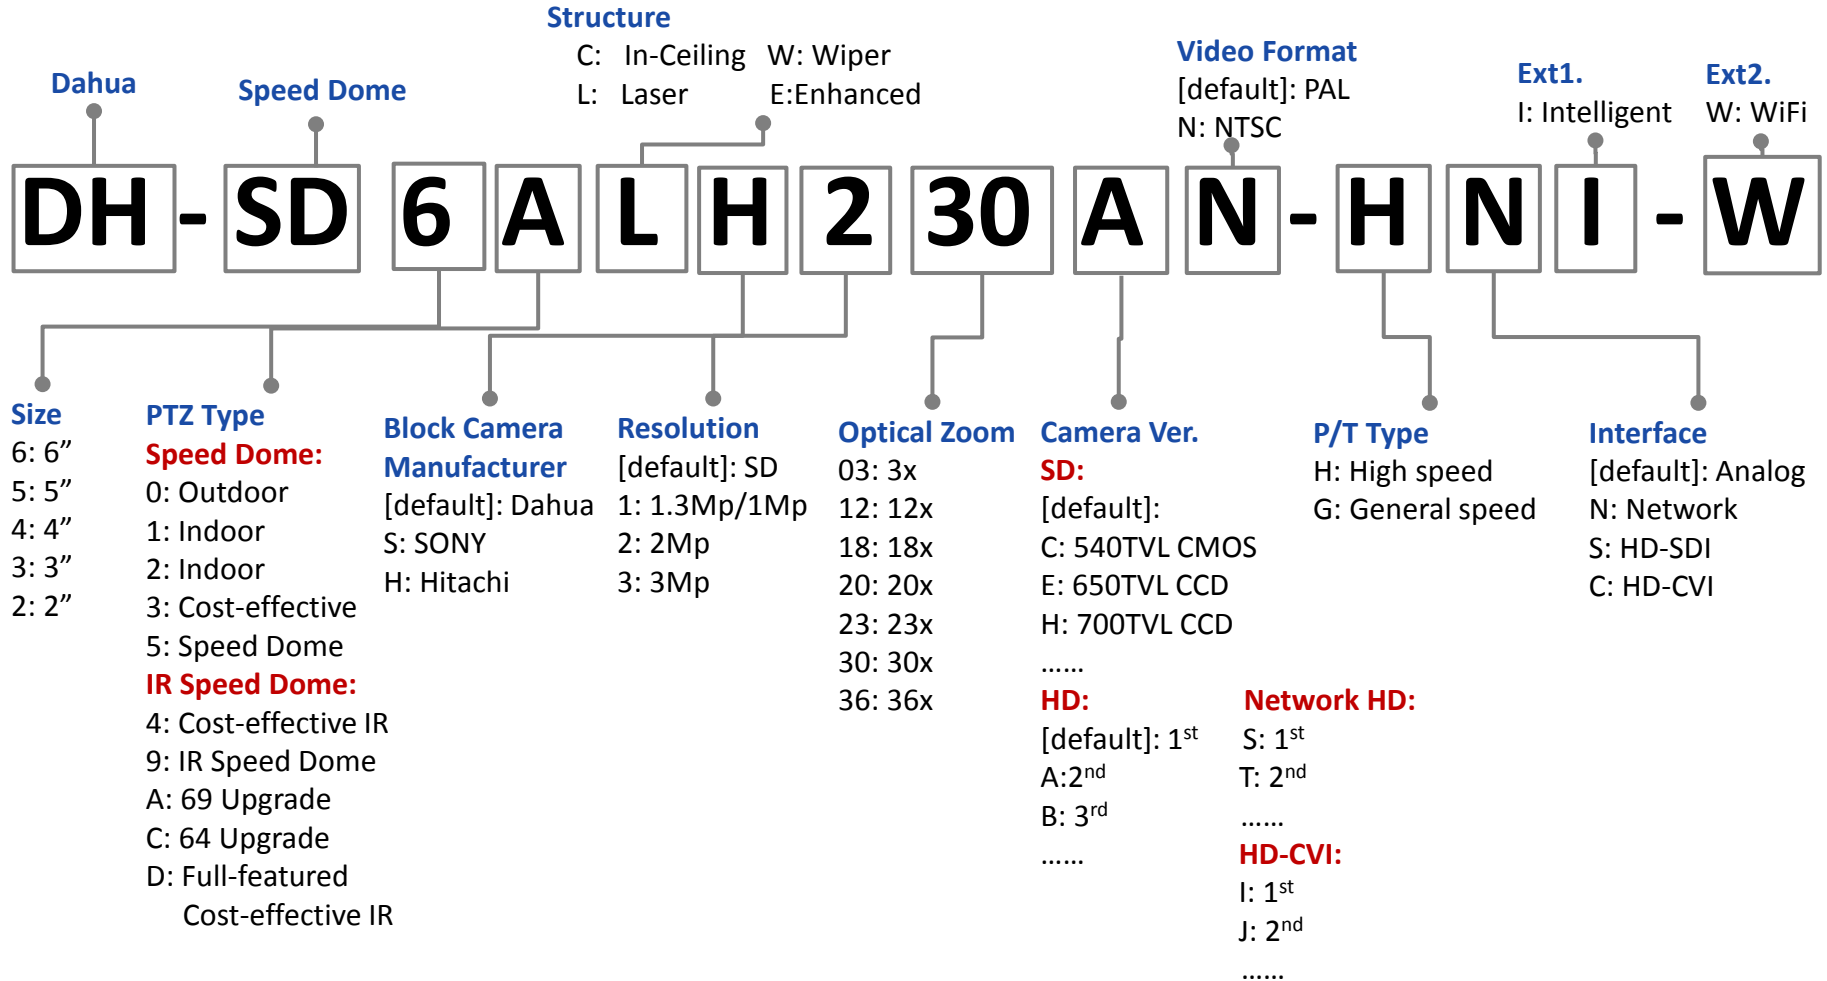 Structure
C: In-Ceiling W: Wiper
L: Laser E:Enhanced
Dahua
Speed Dome
Video Format
[default]: PAL
N: NTSC
Ext1.
I: Intelligent
Ext2.
W: WiFi
DH-SD6ALH230AN-HNI-W
Size
6: 6”
5: 5”
4: 4”
3: 3”
2: 2”
PTZ Type
Speed Dome:
0: Outdoor
1: Indoor
2: Indoor
3: Cost-effective
5: Speed Dome
IR Speed Dome:
4: Cost-effective IR
9: IR Speed Dome
A: 69 Upgrade
C: 64 Upgrade
D: Full-featured
Cost-effective IR
Block Camera
Manufacturer
[default]: Dahua
S: SONY
H: Hitachi
Resolution
[default]: SD
1: 1.3Mp/1Mp
2: 2Mp
3: 3Mp
Optical Zoom
03: 3x
12: 12x
18: 18x
20: 20x
23: 23x
30: 30x
36: 36x
Camera Ver.
SD:
[default]:
C: 540TVL CMOS
E: 650TVL CCD
H: 700TVL CCD
……
HD:
[default]: 1st
A:2nd
B: 3rd
……
Network HD:
S: 1st
T: 2nd
……
HD-CVI:
I: 1st
J: 2nd
……
P/T Type
H: High speed
G: General speed
Interface
[default]: Analog
N: Network
S: HD-SDI
C: HD-CVI